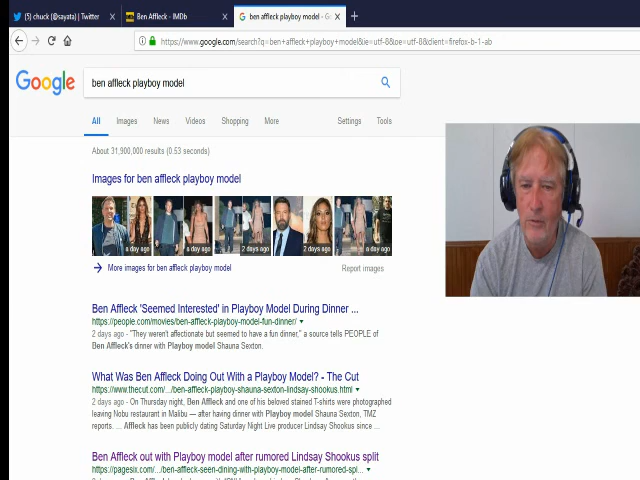 (5) chuck (@sayata) | Twitter
Ben Affleck - IMDb
ben affleck playboy model - Go
https://www.google.com/search?q=ben+affleck+playboy+model&ie=utf-8&oe=utf-8&client=firefox-b-1-ab
Google
ben affleck playboy model
All Images News Videos Shopping More Settings Tools
About 31,900,000 results (0.53 seconds)
Images for ben affleck playboy model
a day ago a day ago 2 days ago 2 days ago a day ago
More images for ben affleck playboy model Report images
Ben Affleck 'Seemed Interested' in Playboy Model During Dinner ...
https://people.com/movies/ben-affleck-playboy-model-fun-dinner/
2 days ago - "They weren't affectionate but seemed to have a fun dinner," a source tells PEOPLE of
Ben Affleck's dinner with Playboy model Shauna Sexton.
What Was Ben Affleck Doing Out With a Playboy Model? - The Cut
https://www.thecut.com/.../ben-affleck-playboy-shauna-sexton-lindsay-shookus.html
2 days ago - On Thursday night, Ben Affleck and one of his beloved stained T-shirts were photographed
leaving Nobu restaurant in Malibu — after having dinner with Playboy model Shauna Sexton, TMZ
reports. ... Affleck has been publicly dating Saturday Night Live producer Lindsay Shookus since ...
Ben Affleck out with Playboy model after rumored Lindsay Shookus split
https://pagesix.com/.../ben-affleck-seen-dining-with-playboy-model-after-rumored-spl...